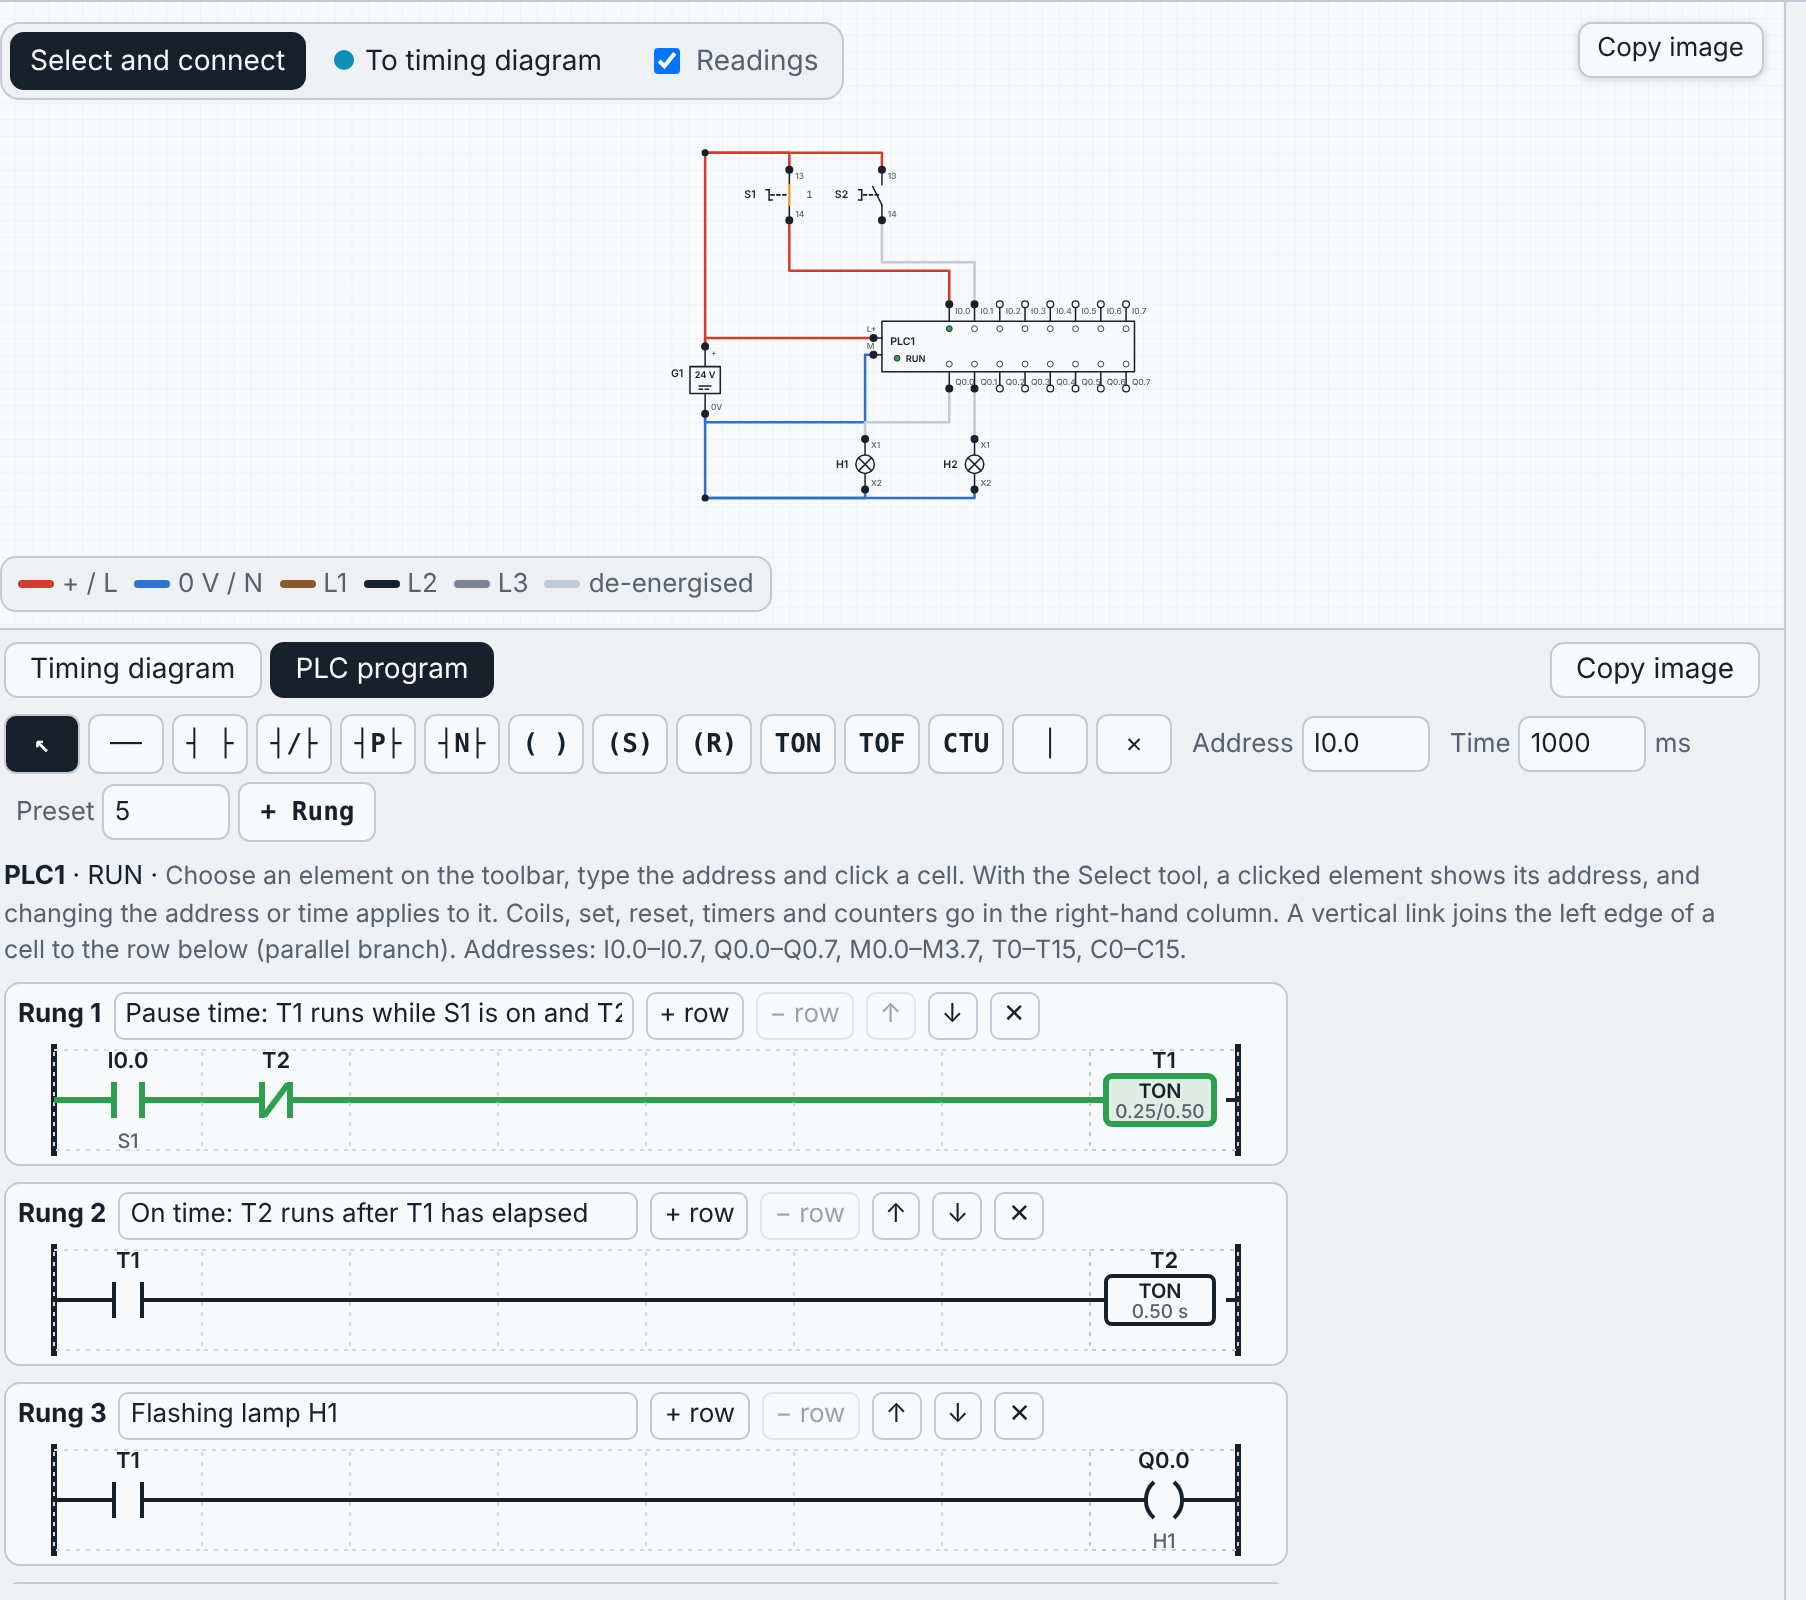 Select and connect To timing diagram Readings Copy image
13 13
S1 1 S2
14 14
I0.0 I0.1 I0.2 I0.3 I0.4 I0.5 I0.6 I0.7
L+
PLC1
M
RUN
+
G1 24 V
Q0.0 Q0.1 Q0.2 Q0.3 Q0.4 Q0.5 Q0.6 Q0.7
0V
X1 X1
H1 H2
X2 X2
+ / L 0 V / N L1 L2 L3 de-energised
Timing diagram PLC program Copy image
P N ( ) (S) (R) TON TOF CTU × Address I0.0 Time 1000 ms
Preset 5 + Rung
PLC1 · RUN · Choose an element on the toolbar, type the address and click a cell. With the Select tool, a clicked element shows its address, and
changing the address or time applies to it. Coils, set, reset, timers and counters go in the right-hand column. A vertical link joins the left edge of a
cell to the row below (parallel branch). Addresses: I0.0–I0.7, Q0.0–Q0.7, M0.0–M3.7, T0–T15, C0–C15.
Rung 1 Pause time: T1 runs while S1 is on and T2 + row − row ↑ ↓ ✕
I0.0 T2 T1
TON
0.25/0.50
S1
Rung 2 On time: T2 runs after T1 has elapsed + row − row ↑ ↓ ✕
T1 T2
TON
0.50 s
Rung 3 Flashing lamp H1 + row − row ↑ ↓ ✕
T1 Q0.0
( )
H1